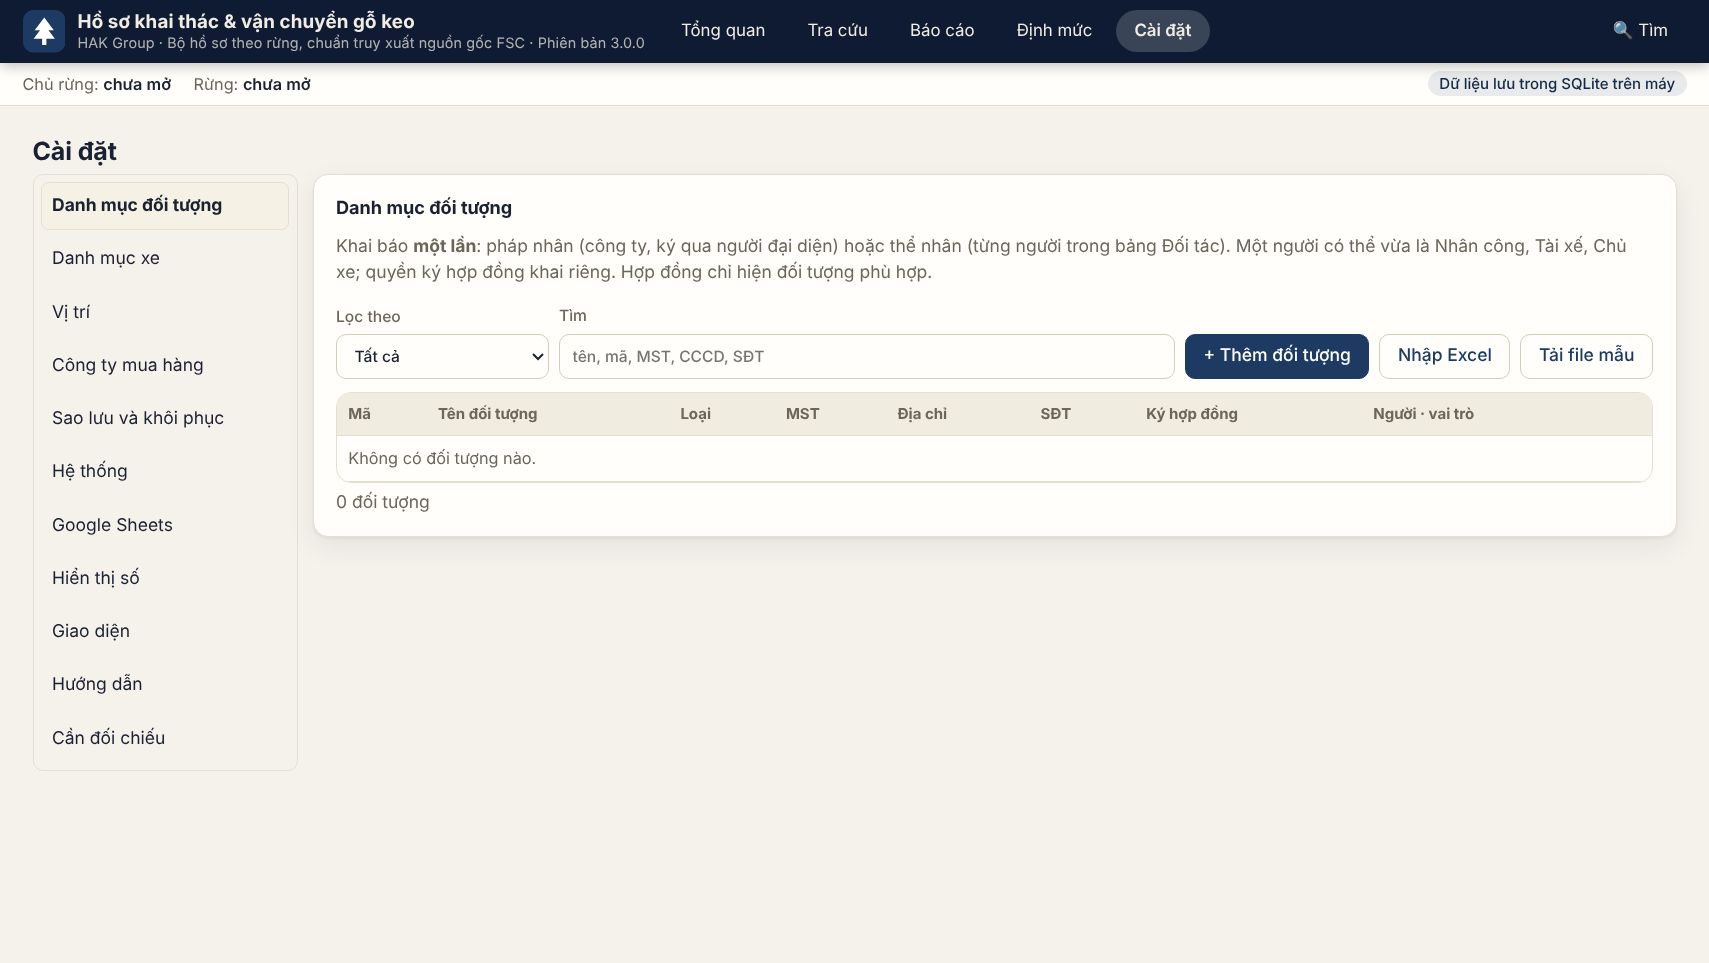 Hồ sơ khai thác & vận chuyển gỗ keo
HAK Group · Bộ hồ sơ theo rừng, chuẩn truy xuất nguồn gốc FSC · Phiên bản 3.0.0
Tổng quan
Tra cứu
Báo cáo
Định mức
Cài đặt
🔍 Tìm
Chủ rừng: chưa mở
Rừng: chưa mở
Dữ liệu lưu trong SQLite trên máy
Cài đặt
Danh mục đối tượng
Danh mục xe
Vị trí
Công ty mua hàng
Sao lưu và khôi phục
Hệ thống
Google Sheets
Hiển thị số
Giao diện
Hướng dẫn
Cần đối chiếu
Danh mục đối tượng
Khai báo một lần: pháp nhân (công ty, ký qua người đại diện) hoặc thể nhân (từng người trong bảng Đối tác). Một người có thể vừa là Nhân công, Tài xế, Chủ
xe; quyền ký hợp đồng khai riêng. Hợp đồng chỉ hiện đối tượng phù hợp.
Lọc theo
Tìm
Tất cả
tên, mã, MST, CCCD, SĐT
+ Thêm đối tượng
Nhập Excel
Tải file mẫu
Mã
Tên đối tượng
Loại
MST
Địa chỉ
SĐT
Ký hợp đồng
Người · vai trò
Không có đối tượng nào.
0 đối tượng